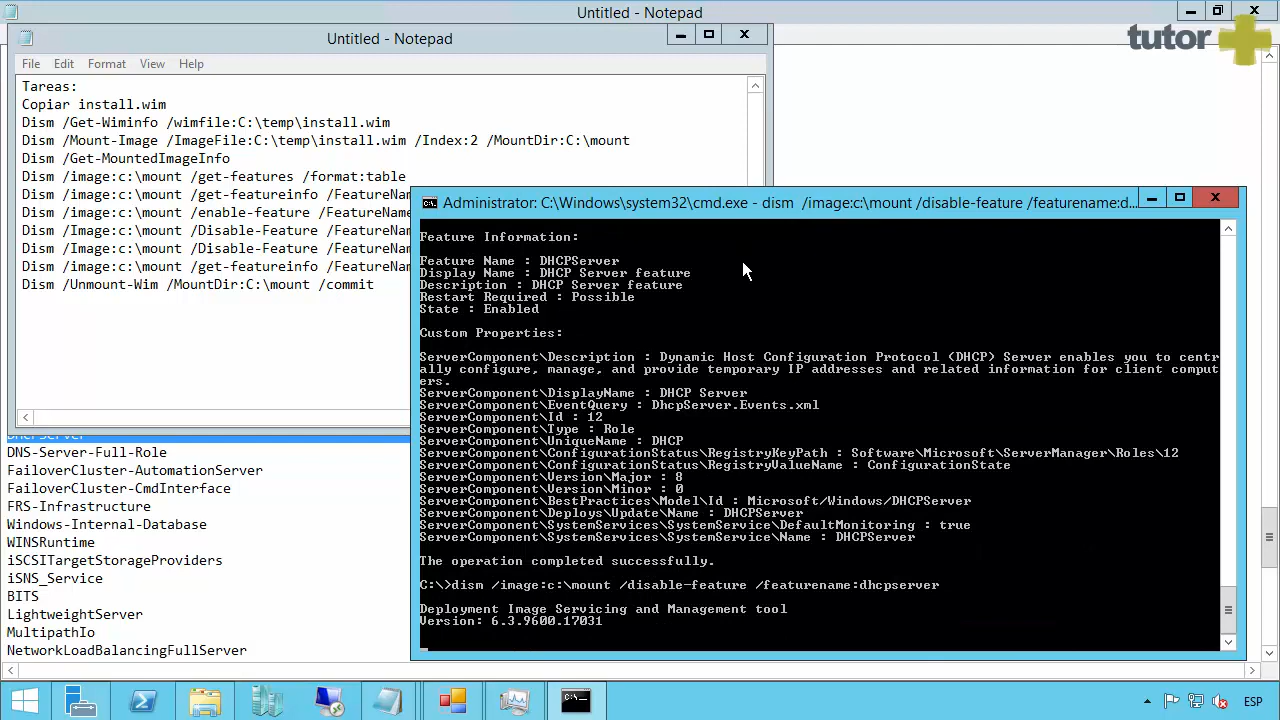 Untitled - Notepad
tutor
Untitled - Notepad
File Edit Format View Help
Tareas:
Copiar install.wim
Dism /Get-Wiminfo /wimfile:C:\temp\install.wim
Dism /Mount-Image /ImageFile:C:\temp\install.wim /Index:2 /MountDir:C:\mount
Dism /Get-MountedImageInfo
Dism /image:c:\mount /get-features /format:table
Dism /image:c:\mount /get-featureinfo /FeatureNam
Dism /image:c:\mount /enable-feature /FeatureNam
Dism /image:c:\mount /Disable-Feature /FeatureNa
Dism /image:c:\mount /Disable-Feature /FeatureNa
Dism /image:c:\mount /get-featureinfo /FeatureNam
Dism /Unmount-Wim /MountDir:C:\mount /commit
DHCPServer
DNS-Server-Full-Role
FailoverCluster-AutomationServer
FailoverCluster-CmdInterface
FRS-Infrastructure
Windows-Internal-Database
WINSRuntime
iSCSITargetStorageProviders
iSNS_Service
BITS
LightweightServer
MultipathIo
NetworkLoadBalancingFullServer
Administrator: C:\Windows\system32\cmd.exe - dism /image:c:\mount /disable-feature /featurename:d...
Feature Information:
Feature Name : DHCPServer
Display Name : DHCP Server feature
Description : DHCP Server feature
Restart Required : Possible
State : Enabled
Custom Properties:
ServerComponent\Description : Dynamic Host Configuration Protocol (DHCP) Server enables you to centr
ally configure, manage, and provide temporary IP addresses and related information for client comput
ers.
ServerComponent\DisplayName : DHCP Server
ServerComponent\EventQuery : DhcpServer.Events.xml
ServerComponent\Id : 12
ServerComponent\Type : Role
ServerComponent\UniqueName : DHCP
ServerComponent\ConfigurationStatus\RegistryKeyPath : Software\Microsoft\ServerManager\Roles\12
ServerComponent\ConfigurationStatus\RegistryValueName : ConfigurationState
ServerComponent\Version\Major : 8
ServerComponent\Version\Minor : 0
ServerComponent\BestPractices\Model\Id : Microsoft/Windows/DHCPServer
ServerComponent\Deploys\Update\Name : DHCPServer
ServerComponent\SystemServices\SystemService\DefaultMonitoring : true
ServerComponent\SystemServices\SystemService\Name : DHCPServer
The operation completed successfully.
C:\>dism /image:c:\mount /disable-feature /featurename:dhcpserver
Deployment Image Servicing and Management tool
Version: 6.3.9600.17031
ESP